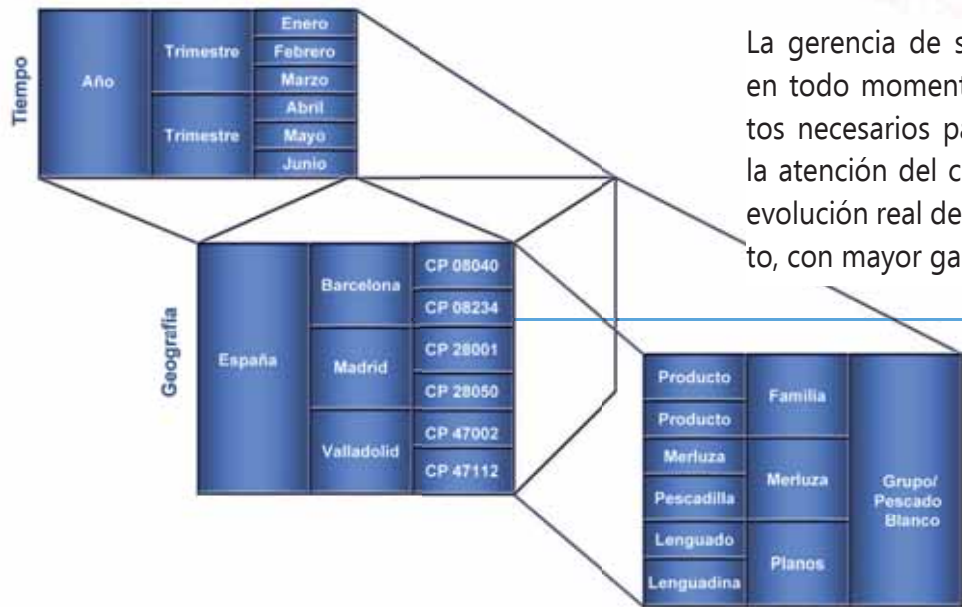 Tiempo
Año
Trimestre
Trimestre
Enero
Febrero
Marzo
Abril
Mayo
Junio
La gerencia de s
en todo moment
tos necesarios pa
la atención del c
evolución real de
to, con mayor ga
Geografía
España
Barcelona
Madrid
Valladolid
CP 08040
CP 08234
CP 28001
CP 28050
CP 47002
CP 47112
Producto
Producto
Merluza
Pescadilla
Lenguado
Lenguadina
Familia
Merluza
Planos
Grupo/
Pescado
Blanco